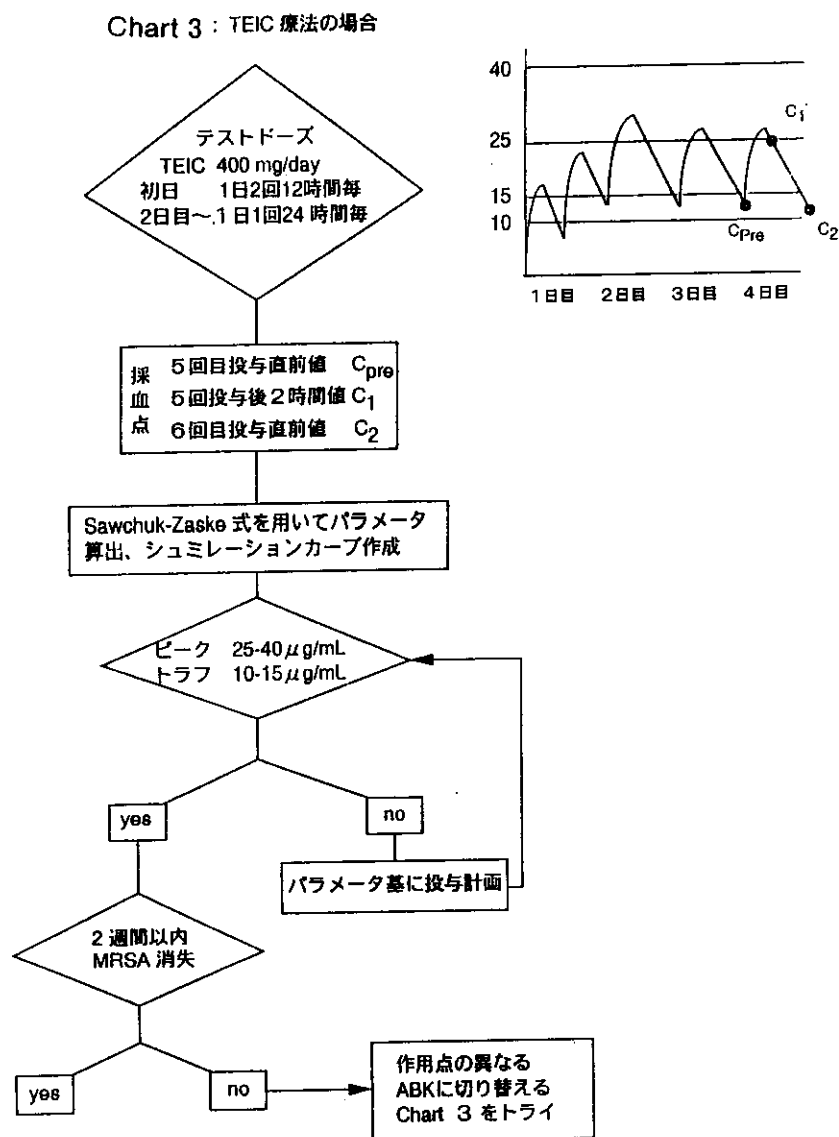 Chart 3 : TEIC 療法の場合
テストドーズ
TEIC 400 mg/day
初日 1日2回12時間毎
2日目〜.1日1回24時間毎
40
25
15
10
C1
CPre
C2
1日目 2日目 3日目 4日目
採血点
5回目投与直前値 Cpre
5回投与後2時間値 C1
6回目投与直前値 C2
Sawchuk-Zaske 式を用いてパラメータ
算出、シュミレーションカーブ作成
ピーク 25-40μg/mL
トラフ 10-15μg/mL
yes
no
パラメータ基に投与計画
2週間以内
MRSA 消失
yes
no
作用点の異なる
ABKに切り替える
Chart 3 をトライ